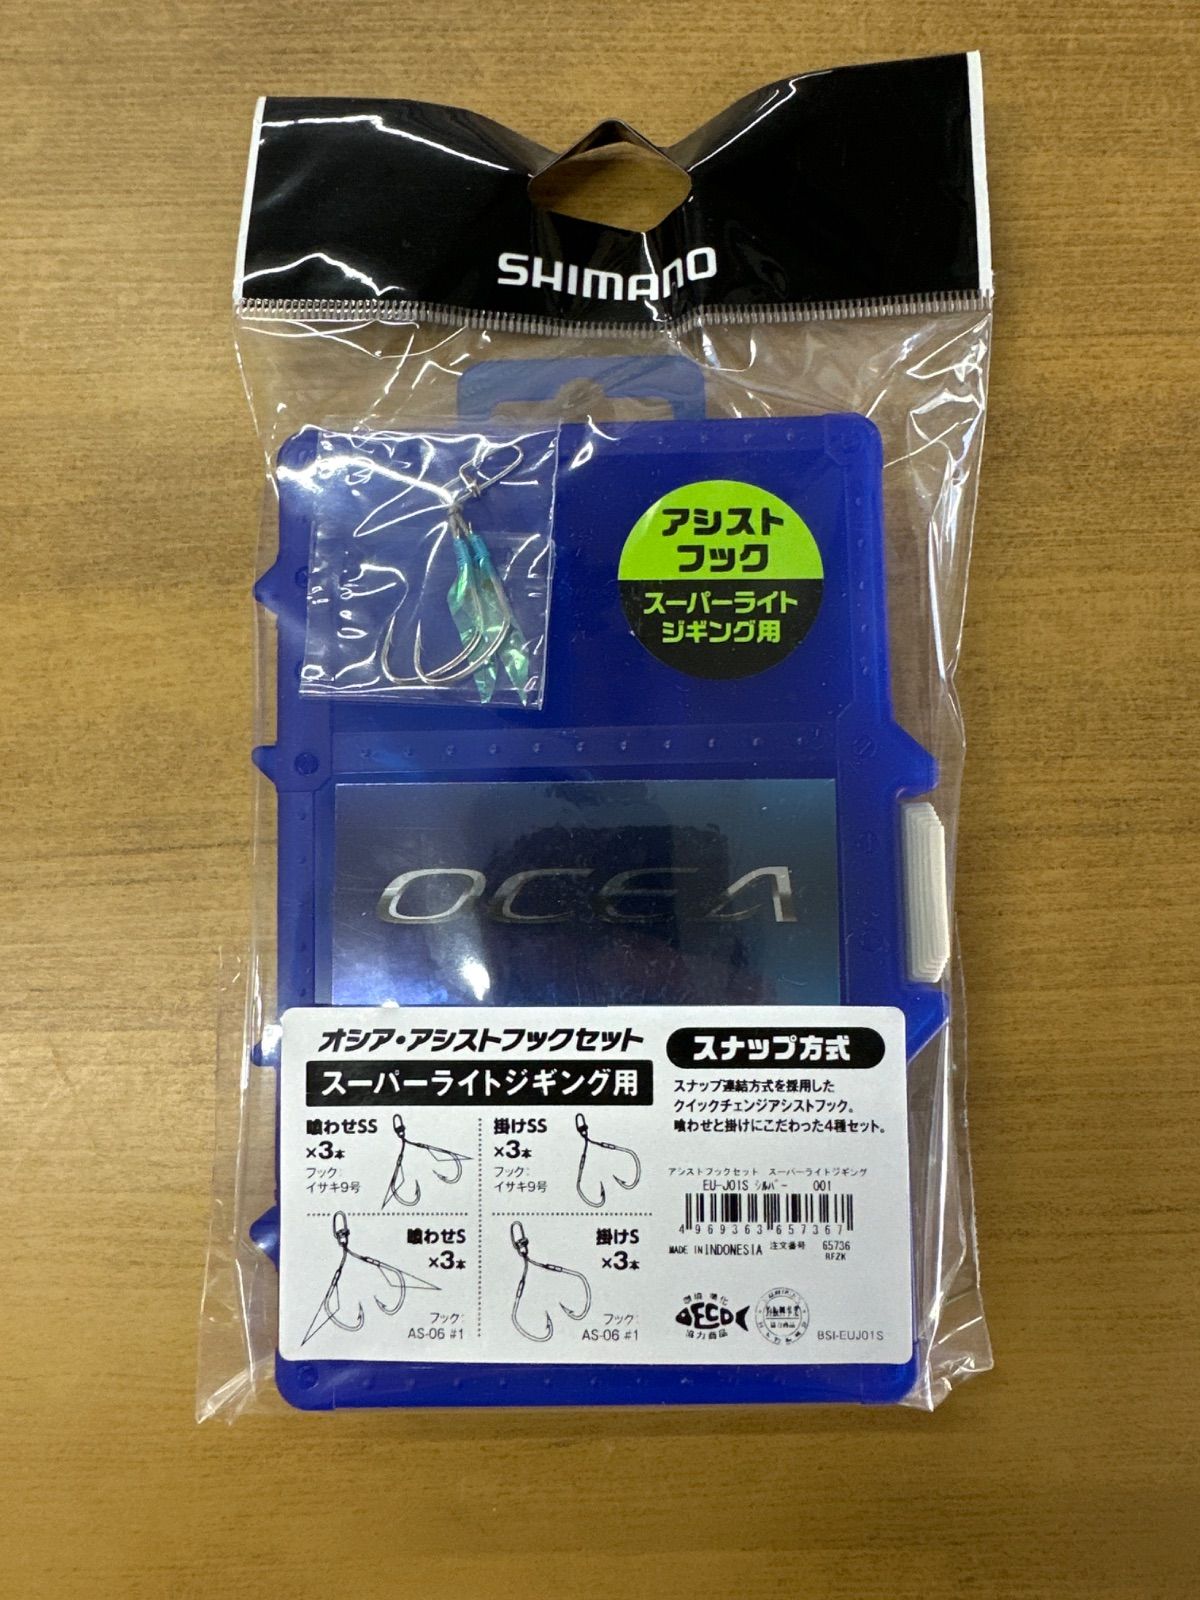 SHIMANO
アシスト
フック
スーパーライト
ジギング用
OCEA
オシア・アシストフックセット
スーパーライトジギング用
スナップ方式
スナップ連結方式を採用した
クイックチェンジアシストフック。
喰わせと掛けにこだわった4種セット。
喰わせSS
×3本
フック:
イサキ9号
掛けSS
×3本
フック:
イサキ9号
喰わせS
×3本
フック:
AS-06 #1
掛けS
×3本
フック:
AS-06 #1
アシストフックセット スーパーライトジギング
EU-J01S シルバー 001
4 969363 657367
MADE IN INDONESIA 注文番号 65736
RFZK
環境・美化
ECO
協力商品
BSI-EUJ01S